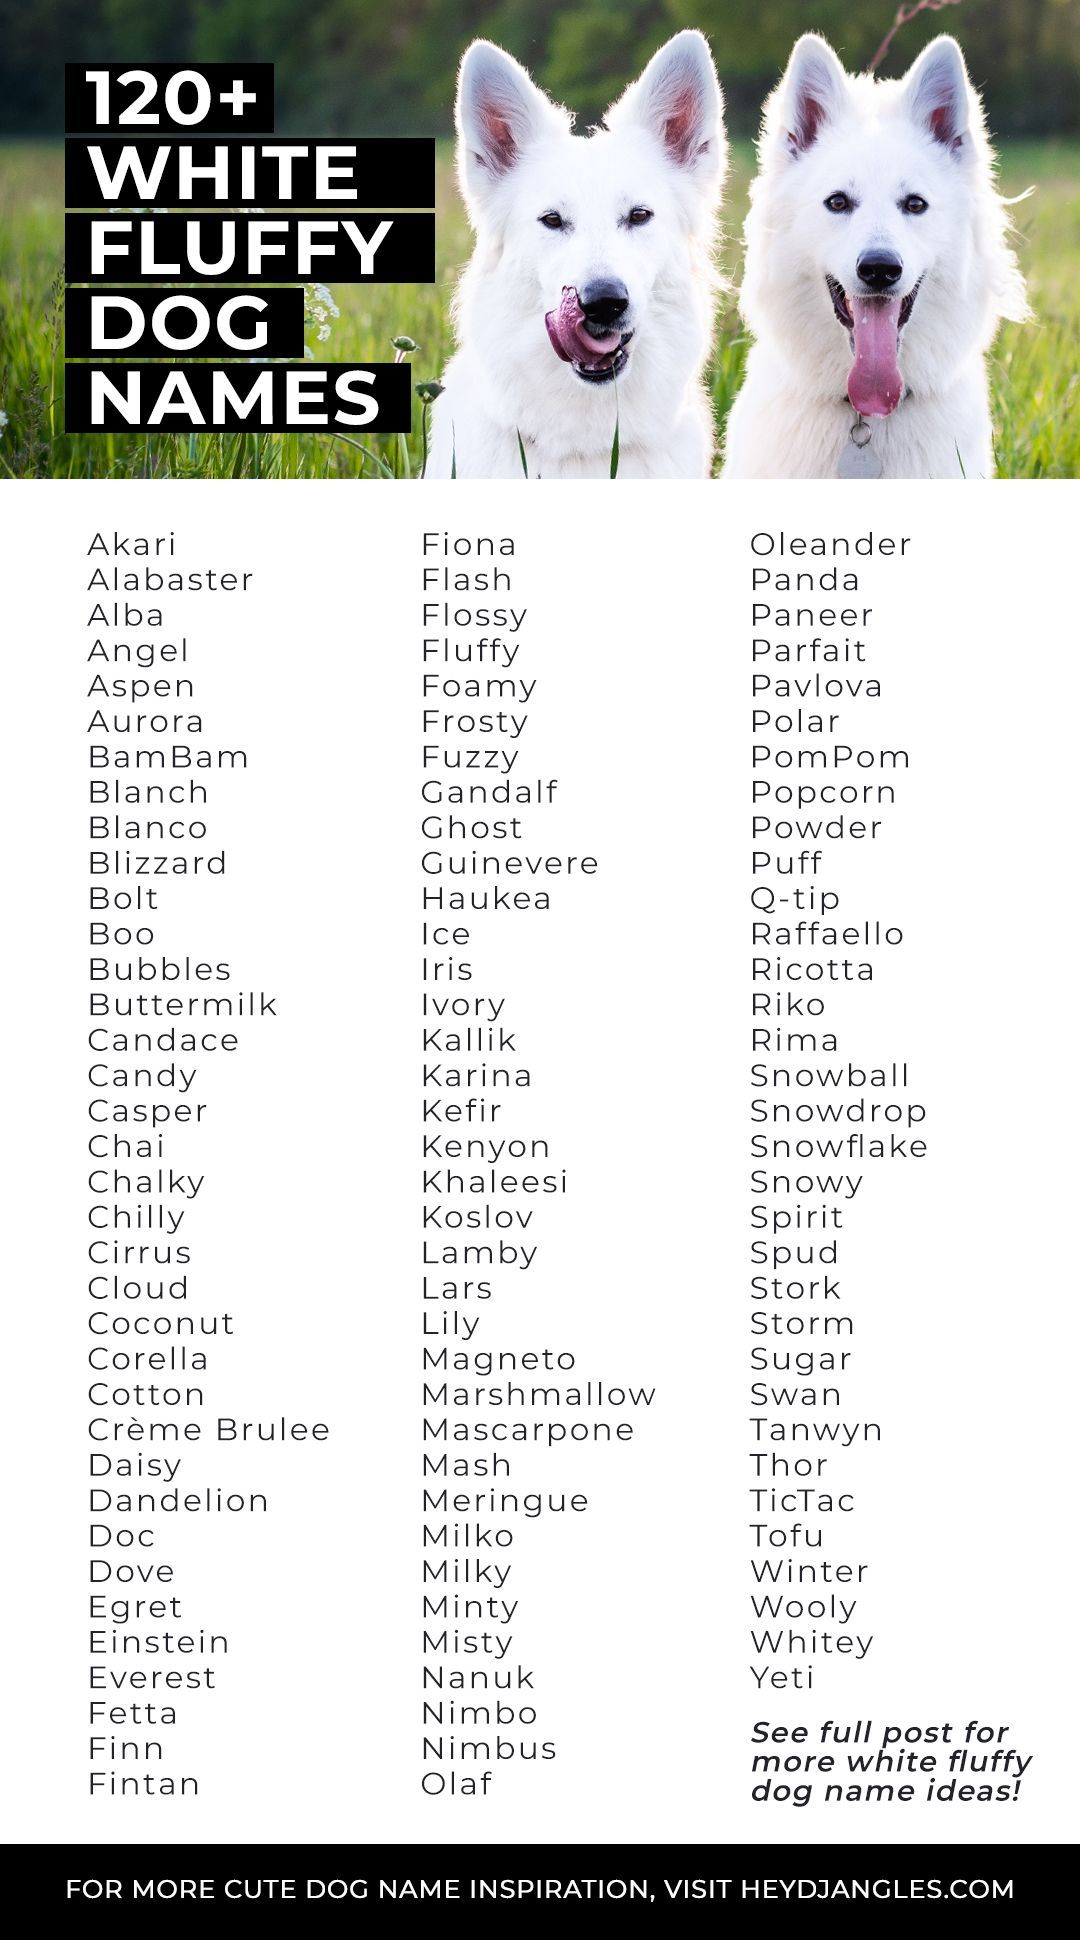 120+
WHITE
FLUFFY
DOG
NAMES
Akari
Alabaster
Alba
Angel
Aspen
Aurora
BamBam
Blanch
Blanco
Blizzard
Bolt
Boo
Bubbles
Buttermilk
Candace
Candy
Casper
Chai
Chalky
Chilly
Cirrus
Cloud
Coconut
Corella
Cotton
Crème Brulee
Daisy
Dandelion
Doc
Dove
Egret
Einstein
Everest
Fetta
Finn
Fintan
Fiona
Flash
Flossy
Fluffy
Foamy
Frosty
Fuzzy
Gandalf
Ghost
Guinevere
Haukea
Ice
Iris
Ivory
Kallik
Karina
Kefir
Kenyon
Khaleesi
Koslov
Lamby
Lars
Lily
Magneto
Marshmallow
Mascarpone
Mash
Meringue
Milko
Milky
Minty
Misty
Nanuk
Nimbo
Nimbus
Olaf
Oleander
Panda
Paneer
Parfait
Pavlova
Polar
PomPom
Popcorn
Powder
Puff
Q-tip
Raffaello
Ricotta
Riko
Rima
Snowball
Snowdrop
Snowflake
Snowy
Spirit
Spud
Stork
Storm
Sugar
Swan
Tanwyn
Thor
TicTac
Tofu
Winter
Wooly
Whitey
Yeti
See full post for
more white fluffy
dog name ideas!
FOR MORE CUTE DOG NAME INSPIRATION, VISIT HEYDJANGLES.COM